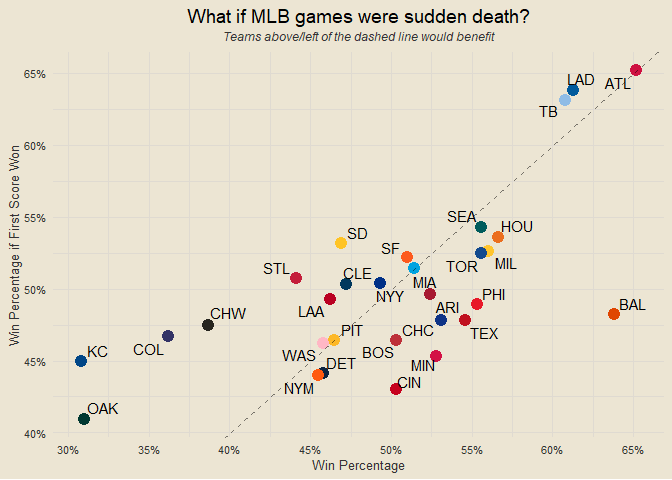 What if MLB games were sudden death?
Teams above/left of the dashed line would benefit
Win Percentage if First Score Won
65%
60%
55%
50%
45%
40%
LAD
ATL
TB
SEA
HOU
SD
SF
TOR
MIL
STL
CLE
MIA
NYY
LAA
PHI
ARI
BAL
CHW
PIT
CHC
TEX
COL
KC
WAS
BOS
DET
MIN
NYM
CIN
OAK
30%
35%
40%
45%
50%
55%
60%
65%
Win Percentage